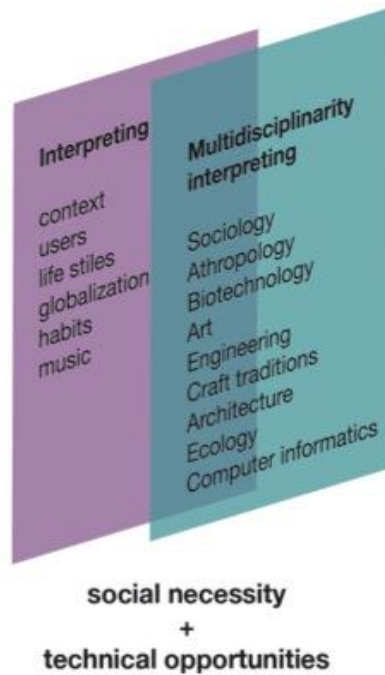 Interpreting
context
users
life stiles
globalization
habits
music
Multidisciplinarity
interpreting
Sociology
Athropology
Biotechnology
Art
Engineering
Craft traditions
Architecture
Ecology
Computer informatics
social necessity
+
technical opportunities